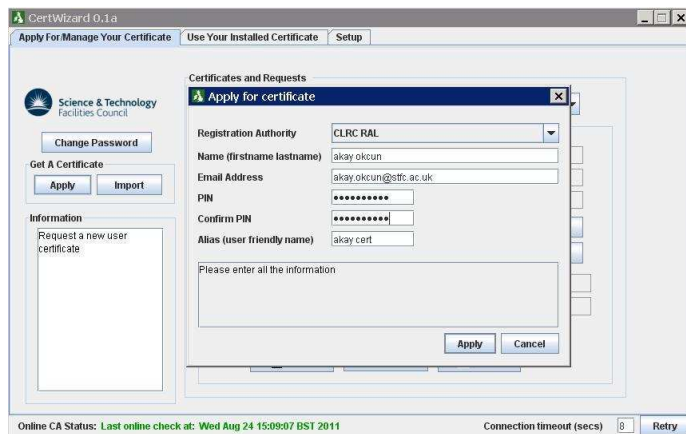 CertWizard 0.1a
Apply For/Manage Your Certificate
Use Your Installed Certificate
Setup
Science & Technology
Facilities Council
Change Password
Get A Certificate
Apply
Import
Information
Request a new user
certificate
Certificates and Requests
Apply for certificate
Registration Authority
CLRC RAL
Name (firstname lastname)
akay okcun
Email Address
akay.okcun@stfc.ac.uk
PIN
••••••••••
Confirm PIN
••••••••••
Alias (user friendly name)
akay cert
Please enter all the information
Apply
Cancel
Online CA Status: Last online check at: Wed Aug 24 15:09:07 BST 2011
Connection timeout (secs)
8
Retry